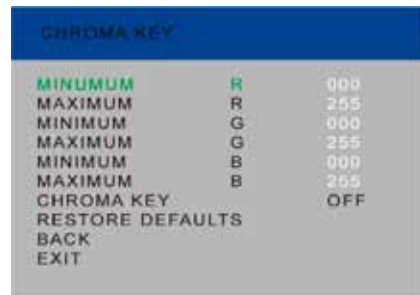 CHROMA KEY
MINUMUM R 000
MAXIMUM R 255
MINIMUM G 000
MAXIMUM G 255
MINIMUM B 000
MAXIMUM B 255
CHROMA KEY OFF
RESTORE DEFAULTS
BACK
EXIT